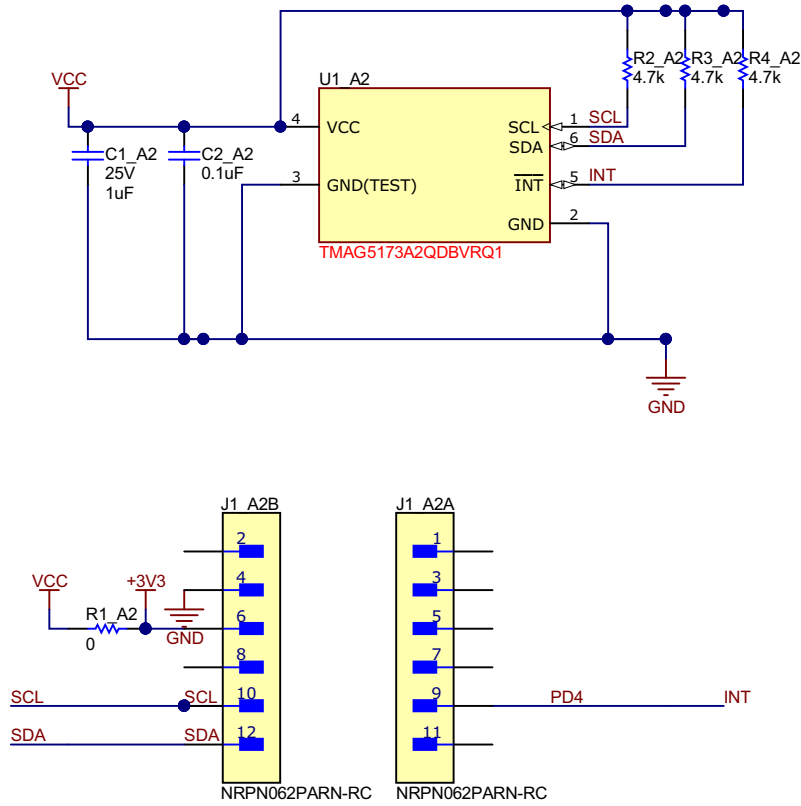 VCC
U1_A2
R2_A2
4.7k
R3_A2
4.7k
R4_A2
4.7k
C1_A2
25V
1uF
C2_A2
0.1uF
4
VCC
3
GND(TEST)
SCL
1
SCL
SDA
6
SDA
INT
5
INT
GND
2
TMAG5173A2QDBVRQ1
GND
J1_A2B
2
4
6
8
10
12
NRPN062PARN-RC
VCC
+3V3
R1_A2
0
GND
SCL
SCL
SDA
SDA
J1_A2A
1
3
5
7
9
11
NRPN062PARN-RC
PD4
INT